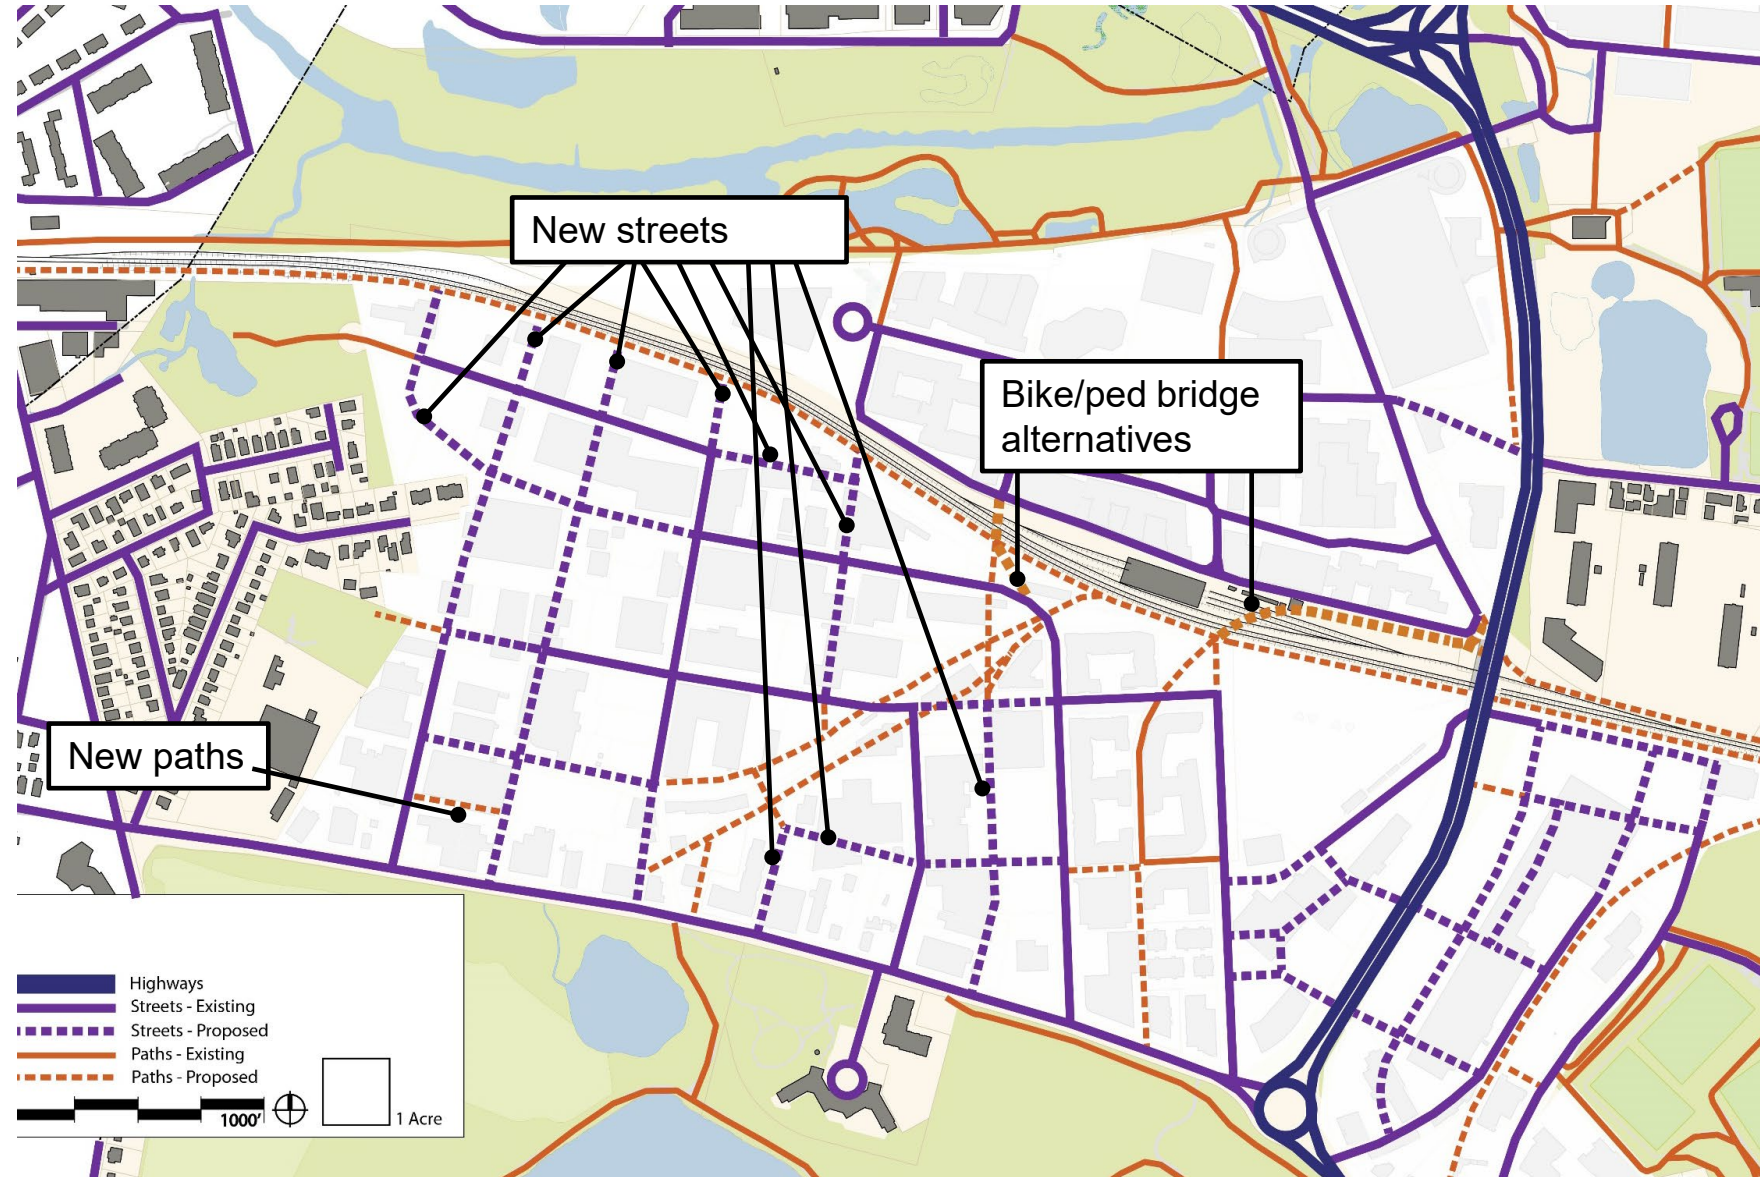 New streets
Bike/ped bridge
alternatives
New paths
Highways
Streets - Existing
Streets - Proposed
Paths - Existing
Paths - Proposed
1000'
1 Acre